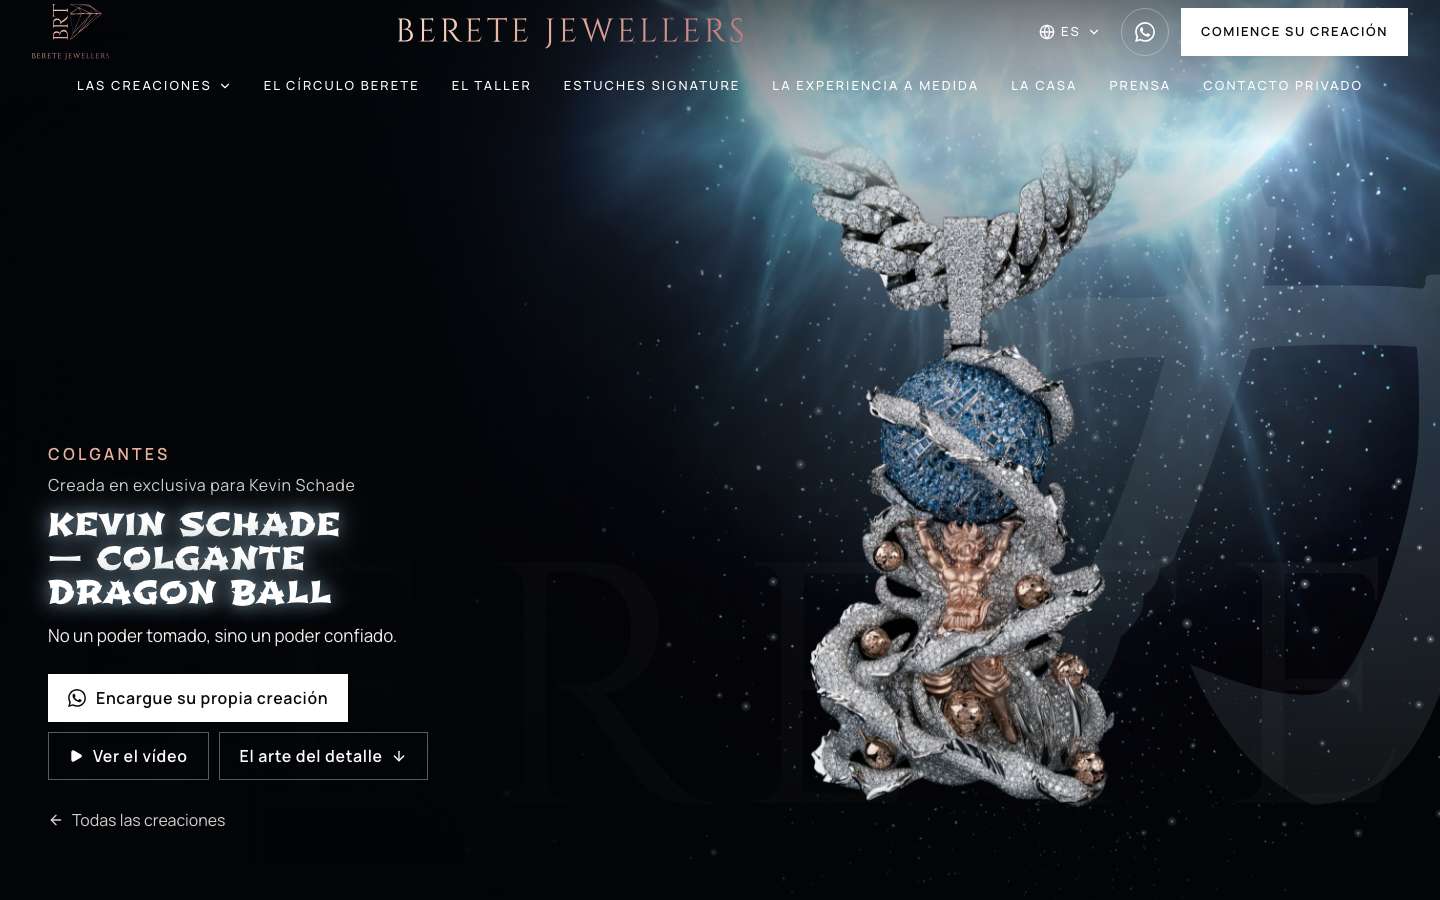 BRT
BERETE JEWELLERS
BERETE JEWELLERS
ES
COMIENCE SU CREACIÓN
LAS CREACIONES
EL CÍRCULO BERETE
EL TALLER
ESTUCHES SIGNATURE
LA EXPERIENCIA A MEDIDA
LA CASA
PRENSA
CONTACTO PRIVADO
COLGANTES
Creada en exclusiva para Kevin Schade
KEVIN SCHADE
— COLGANTE
DRAGON BALL
No un poder tomado, sino un poder confiado.
Encargue su propia creación
Ver el vídeo
El arte del detalle ↓
← Todas las creaciones